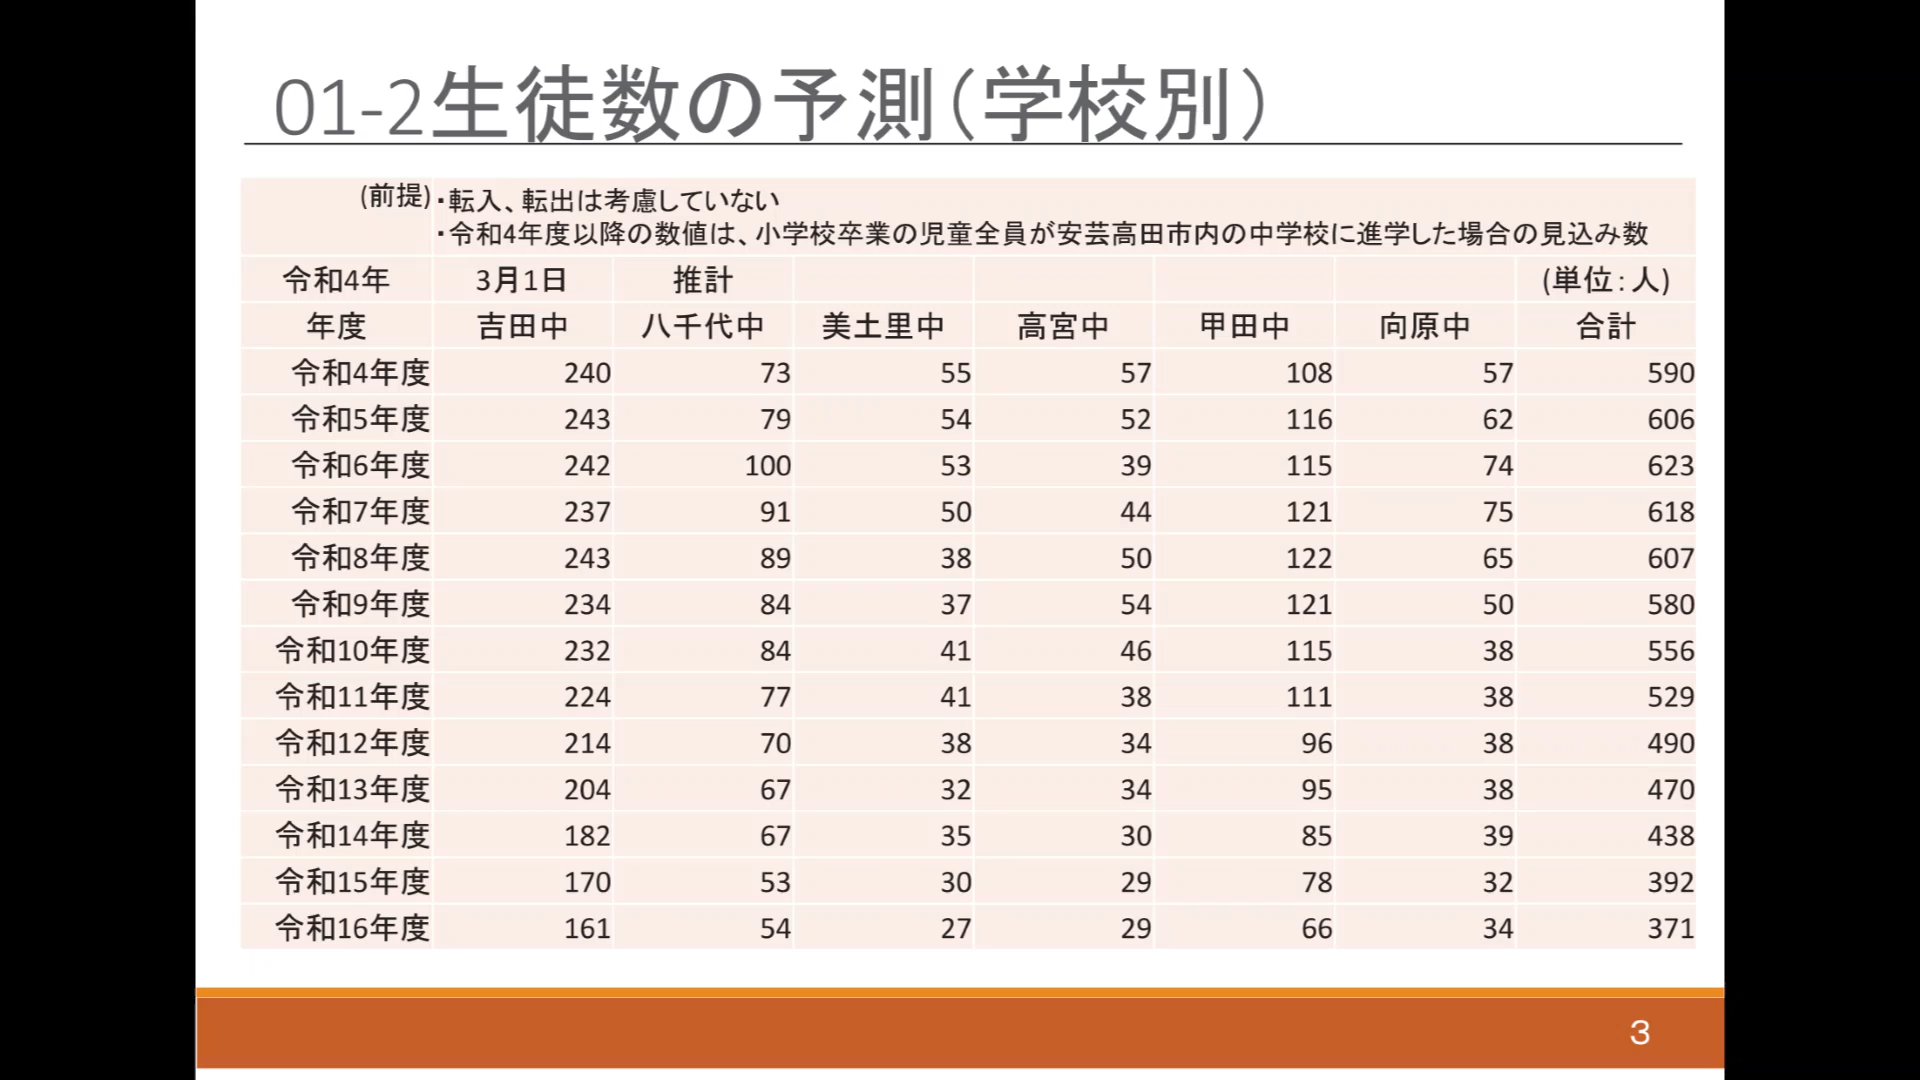 01-2生徒数の予測（学校別）
(前提) ・転入、転出は考慮していない
・令和4年度以降の数値は、小学校卒業の児童全員が安芸高田市内の中学校に進学した場合の見込み数
令和4年 3月1日 推計 (単位：人)
年度 吉田中 八千代中 美土里中 高宮中 甲田中 向原中 合計
令和4年度 240 73 55 57 108 57 590
令和5年度 243 79 54 52 116 62 606
令和6年度 242 100 53 39 115 74 623
令和7年度 237 91 50 44 121 75 618
令和8年度 243 89 38 50 122 65 607
令和9年度 234 84 37 54 121 50 580
令和10年度 232 84 41 46 115 38 556
令和11年度 224 77 41 38 111 38 529
令和12年度 214 70 38 34 96 38 490
令和13年度 204 67 32 34 95 38 470
令和14年度 182 67 35 30 85 39 438
令和15年度 170 53 30 29 78 32 392
令和16年度 161 54 27 29 66 34 371
3